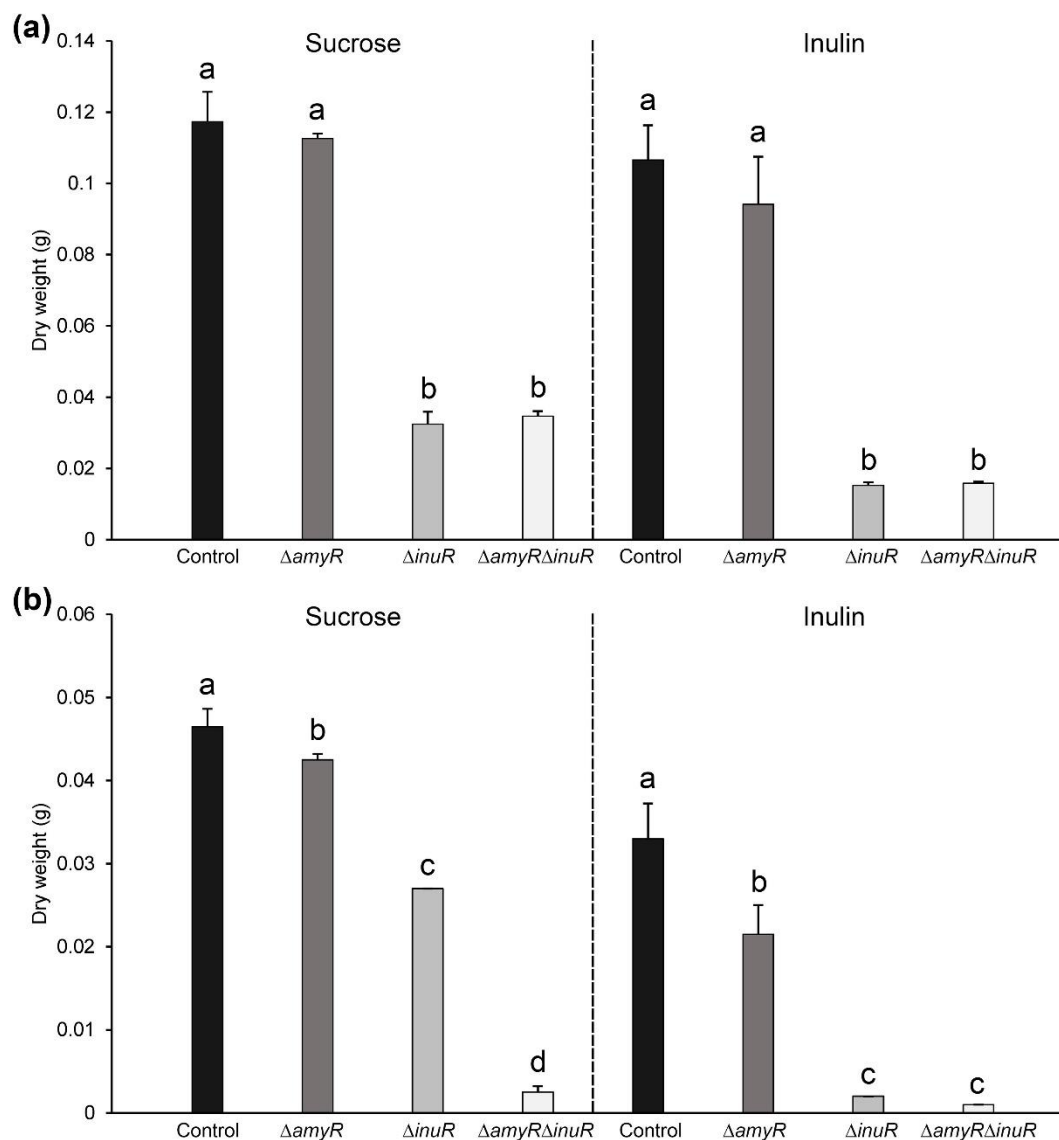 (a)
Sucrose Inulin
0.14
0.12
0.1
0.08
0.06
0.04
0.02
0
Dry weight (g)
a a b b a a b b
Control ΔamyR ΔinuR ΔamyRΔinuR Control ΔamyR ΔinuR ΔamyRΔinuR
(b)
Sucrose Inulin
0.06
0.05
0.04
0.03
0.02
0.01
0
Dry weight (g)
a b c d a b c c
Control ΔamyR ΔinuR ΔamyRΔinuR Control ΔamyR ΔinuR ΔamyRΔinuR